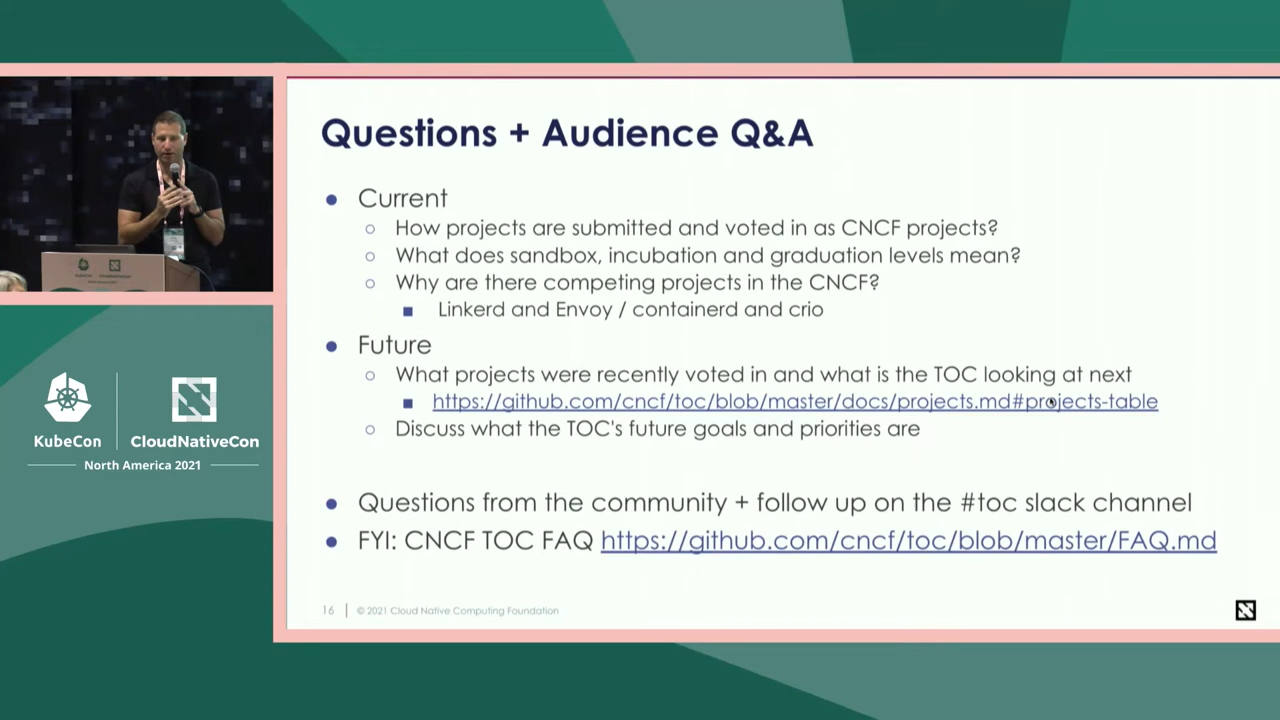 Questions + Audience Q&A
Current
How projects are submitted and voted in as CNCF projects?
What does sandbox, incubation and graduation levels mean?
Why are there competing projects in the CNCF?
Linkerd and Envoy / containerd and crio
Future
What projects were recently voted in and what is the TOC looking at next
https://github.com/cncf/toc/blob/master/docs/projects.md#projects-table
Discuss what the TOC's future goals and priorities are
Questions from the community + follow up on the #toc slack channel
FYI: CNCF TOC FAQ https://github.com/cncf/toc/blob/master/FAQ.md
16 | © 2021 Cloud Native Computing Foundation
KubeCon
CloudNativeCon
North America 2021